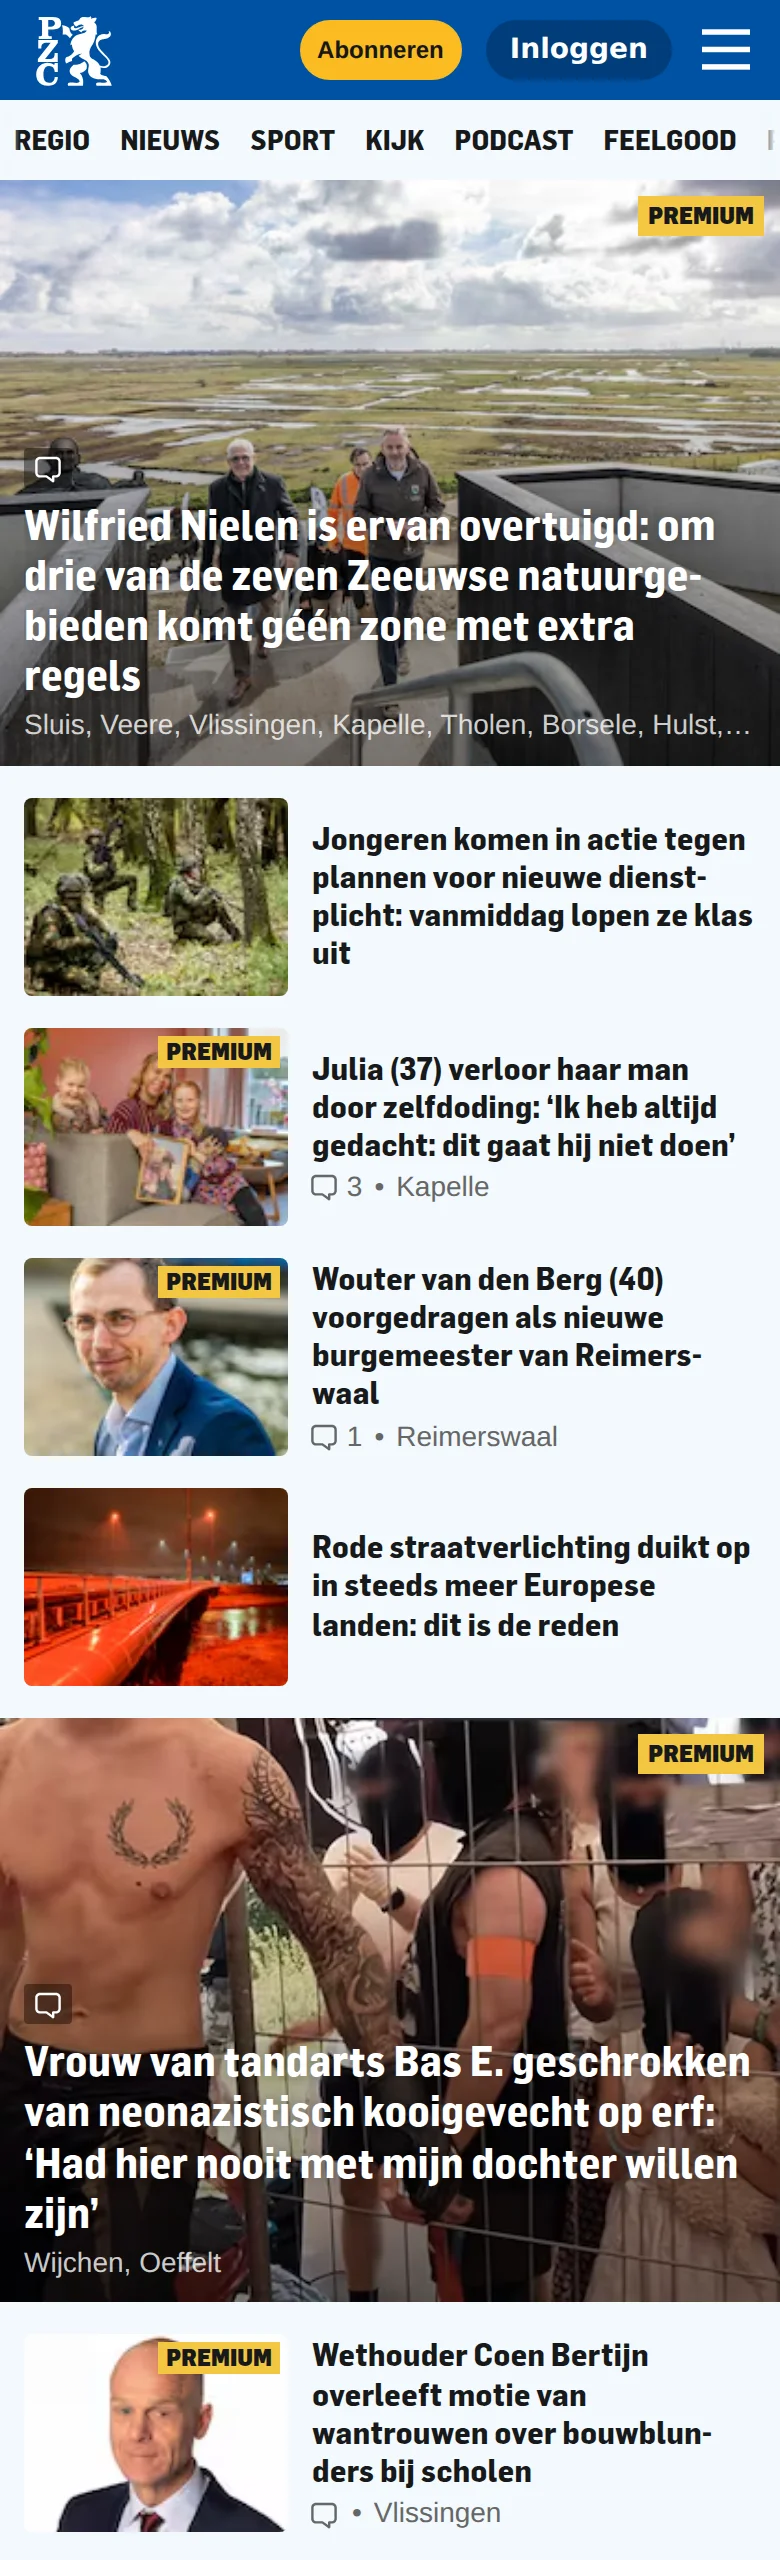 PZC
Abonneren
Inloggen
REGIO NIEUWS SPORT KIJK PODCAST FEELGOOD
PREMIUM
Wilfried Nielen is ervan overtuigd: om
drie van de zeven Zeeuwse natuurge-
bieden komt géén zone met extra
regels
Sluis, Veere, Vlissingen, Kapelle, Tholen, Borsele, Hulst,…
Jongeren komen in actie tegen
plannen voor nieuwe dienst-
plicht: vanmiddag lopen ze klas
uit
PREMIUM
Julia (37) verloor haar man
door zelfdoding: ‘Ik heb altijd
gedacht: dit gaat hij niet doen’
3 • Kapelle
PREMIUM
Wouter van den Berg (40)
voorgedragen als nieuwe
burgemeester van Reimers-
waal
1 • Reimerswaal
Rode straatverlichting duikt op
in steeds meer Europese
landen: dit is de reden
PREMIUM
Vrouw van tandarts Bas E. geschrokken
van neonazistisch kooigevecht op erf:
‘Had hier nooit met mijn dochter willen
zijn’
Wijchen, Oeffelt
PREMIUM
Wethouder Coen Bertijn
overleeft motie van
wantrouwen over bouwblun-
ders bij scholen
• Vlissingen